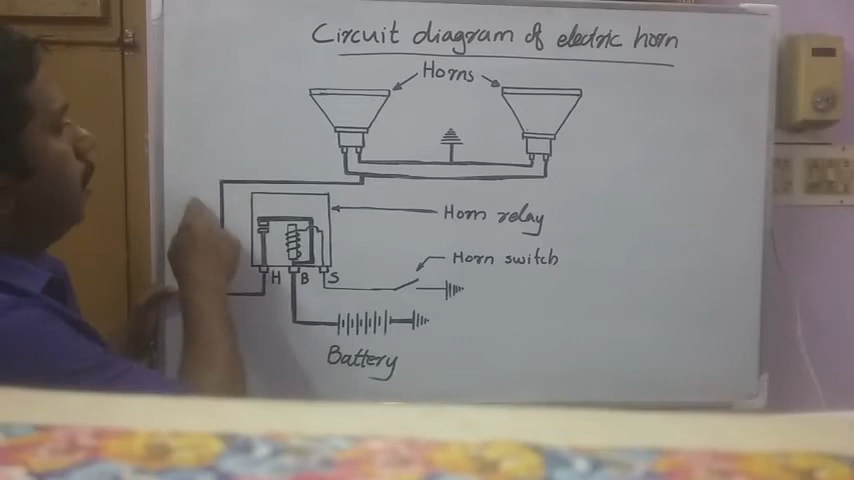 Circuit diagram of electric horn
Horns
Horn relay
Horn switch
H B S
Battery